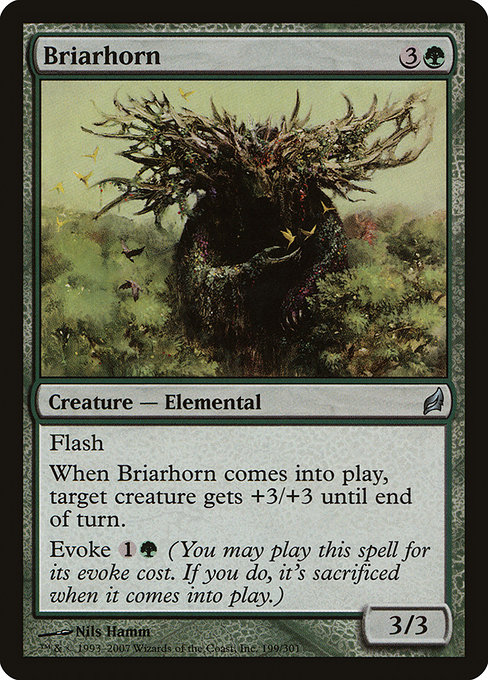 Briarhorn 3
Creature — Elemental
Flash
When Briarhorn comes into play,
target creature gets +3/+3 until end
of turn.
Evoke 1 (You may play this spell for
its evoke cost. If you do, it's sacrificed
when it comes into play.)
Nils Hamm
3/3
™ & © 1993–2007 Wizards of the Coast, Inc. 199/301